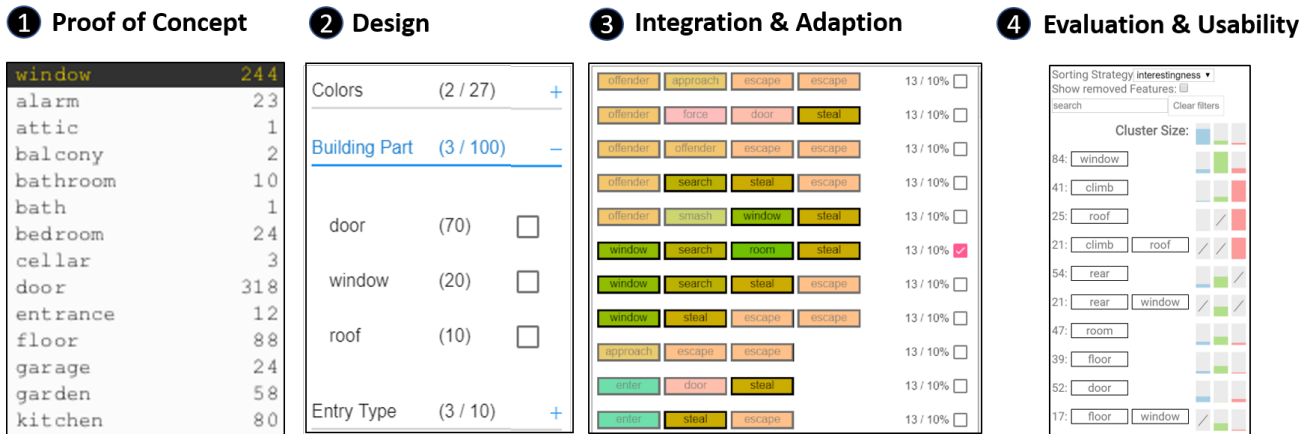 1 Proof of Concept
window 244
alarm 23
attic 1
balcony 2
bathroom 10
bath 1
bedroom 24
cellar 3
door 318
entrance 12
floor 88
garage 24
garden 58
kitchen 80
2 Design
Colors (2 / 27) +
Building Part (3 / 100) −
door (70)
window (20)
roof (10)
Entry Type (3 / 10) +
3 Integration & Adaption
offender approach escape escape 13 / 10%
offender force door steal 13 / 10%
offender offender escape escape 13 / 10%
offender search steal escape 13 / 10%
offender smash window steal 13 / 10%
window search room steal 13 / 10%
window search steal escape 13 / 10%
window steal escape escape 13 / 10%
approach escape escape 13 / 10%
enter door steal 13 / 10%
enter steal escape 13 / 10%
4 Evaluation & Usability
Sorting Strategy interestingness
Show removed Features:
search Clear filters
Cluster Size:
84: window
41: climb
25: roof
21: climb roof
54: rear
21: rear window
47: room
39: floor
52: door
17: floor window